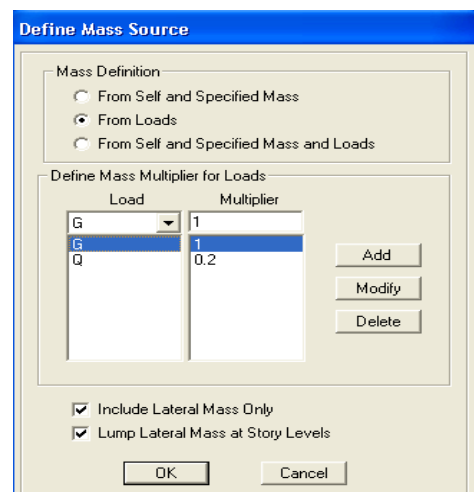 Define Mass Source
Mass Definition
From Self and Specified Mass
From Loads
From Self and Specified Mass and Loads
Define Mass Multiplier for Loads
Load Multiplier
G 1
G 1
Q 0.2
Add
Modify
Delete
Include Lateral Mass Only
Lump Lateral Mass at Story Levels
OK Cancel